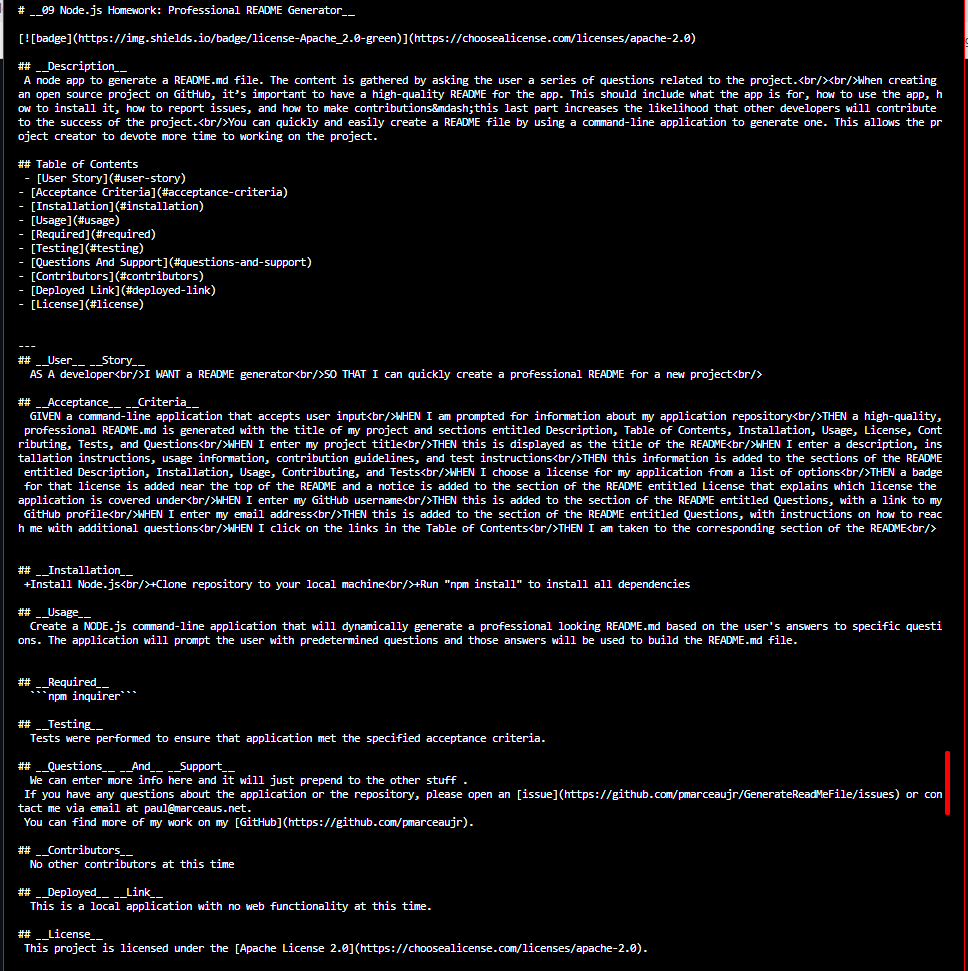 # __09 Node.js Homework: Professional README Generator__
[![badge](https://img.shields.io/badge/license-Apache_2.0-green)](https://choosealicense.com/licenses/apache-2.0)
## __Description__
A node app to generate a README.md file. The content is gathered by asking the user a series of questions related to the project.<br/><br/>When creating
an open source project on GitHub, it’s important to have a high-quality README for the app. This should include what the app is for, how to use the app, h
ow to install it, how to report issues, and how to make contributions&mdash;this last part increases the likelihood that other developers will contribute
to the success of the project.<br/>You can quickly and easily create a README file by using a command-line application to generate one. This allows the pr
oject creator to devote more time to working on the project.
## Table of Contents
- [User Story](#user-story)
- [Acceptance Criteria](#acceptance-criteria)
- [Installation](#installation)
- [Usage](#usage)
- [Required](#required)
- [Testing](#testing)
- [Questions And Support](#questions-and-support)
- [Contributors](#contributors)
- [Deployed Link](#deployed-link)
- [License](#license)
---
## __User__ __Story__
AS A developer<br/>I WANT a README generator<br/>SO THAT I can quickly create a professional README for a new project<br/>
## __Acceptance__ __Criteria__
GIVEN a command-line application that accepts user input<br/>WHEN I am prompted for information about my application repository<br/>THEN a high-quality,
professional README.md is generated with the title of my project and sections entitled Description, Table of Contents, Installation, Usage, License, Cont
ributing, Tests, and Questions<br/>WHEN I enter my project title<br/>THEN this is displayed as the title of the README<br/>WHEN I enter a description, ins
tallation instructions, usage information, contribution guidelines, and test instructions<br/>THEN this information is added to the sections of the README
entitled Description, Installation, Usage, Contributing, and Tests<br/>WHEN I choose a license for my application from a list of options<br/>THEN a badge
for that license is added near the top of the README and a notice is added to the section of the README entitled License that explains which license the
application is covered under<br/>WHEN I enter my GitHub username<br/>THEN this is added to the section of the README entitled Questions, with a link to my
GitHub profile<br/>WHEN I enter my email address<br/>THEN this is added to the section of the README entitled Questions, with instructions on how to reac
h me with additional questions<br/>WHEN I click on the links in the Table of Contents<br/>THEN I am taken to the corresponding section of the README<br/>
## __Installation__
+Install Node.js<br/>+Clone repository to your local machine<br/>+Run "npm install" to install all dependencies
## __Usage__
Create a NODE.js command-line application that will dynamically generate a professional looking README.md based on the user's answers to specific questi
ons. The application will prompt the user with predetermined questions and those answers will be used to build the README.md file.
## __Required__
```npm inquirer```
## __Testing__
Tests were performed to ensure that application met the specified acceptance criteria.
## __Questions__ __And__ __Support__
We can enter more info here and it will just prepend to the other stuff .
If you have any questions about the application or the repository, please open an [issue](https://github.com/pmarceaujr/GenerateReadMeFile/issues) or con
tact me via email at paul@marceaus.net.
You can find more of my work on my [GitHub](https://github.com/pmarceaujr).
## __Contributors__
No other contributors at this time
## __Deployed__ __Link__
This is a local application with no web functionality at this time.
## __License__
This project is licensed under the [Apache License 2.0](https://choosealicense.com/licenses/apache-2.0).